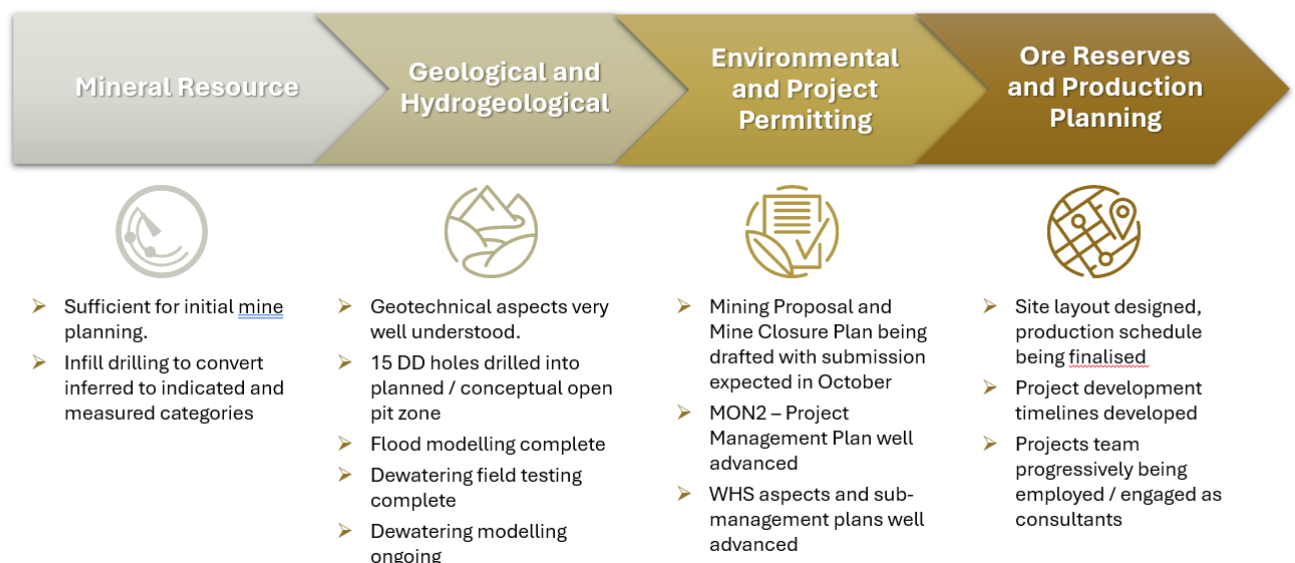 Mineral Resource
Geological and
Hydrogeological
Environmental
and Project
Permitting
Ore Reserves
and Production
Planning
Sufficient for initial mine
planning.
Infill drilling to convert
inferred to indicated and
measured categories
Geotechnical aspects very
well understood.
15 DD holes drilled into
planned / conceptual open
pit zone
Flood modelling complete
Dewatering field testing
complete
Dewatering modelling
ongoing
Mining Proposal and
Mine Closure Plan being
drafted with submission
expected in October
MON2 – Project
Management Plan well
advanced
WHS aspects and sub-
management plans well
advanced
Site layout designed,
production schedule
being finalised
Project development
timelines developed
Projects team
progressively being
employed / engaged as
consultants